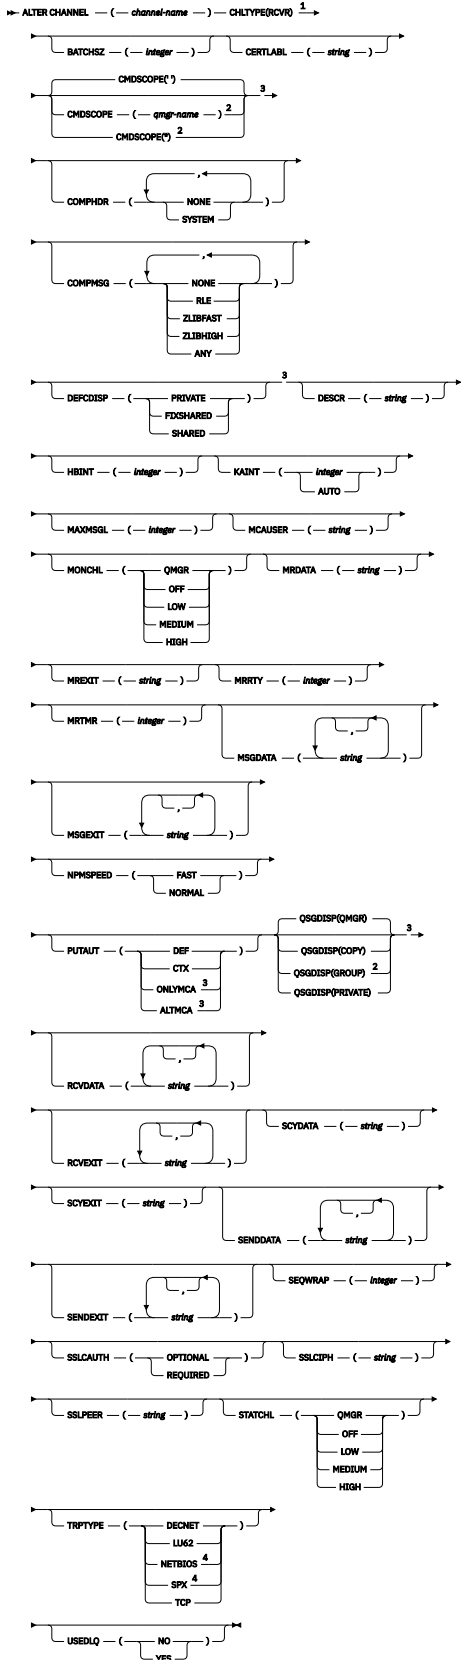 ALTER CHANNEL ( channel-name ) CHLTYPE(RCVR) 1
BATCHSZ ( integer ) CERTLABL ( string )
CMDSCOPE(' ') 3
CMDSCOPE ( qmgr-name ) 2
CMDSCOPE(*) 2
,
COMPHDR ( NONE )
SYSTEM
,
COMPMSG ( NONE )
RLE
ZLIBFAST
ZLIBHIGH
ANY
3
DEFCDISP ( PRIVATE ) DESCR ( string )
FIXSHARED
SHARED
HBINT ( integer ) KAINT ( integer )
AUTO
MAXMSGL ( integer ) MCAUSER ( string )
MONCHL ( QMGR ) MRDATA ( string )
OFF
LOW
MEDIUM
HIGH
MREXIT ( string ) MRRTY ( integer )
MRTMR ( integer ) ,
MSGDATA ( string )
,
MSGEXIT ( string )
NPMSPEED ( FAST )
NORMAL
QSGDISP(QMGR) 3
PUTAUT ( DEF ) QSGDISP(COPY)
CTX
QSGDISP(GROUP) 2
ONLYMCA 3
QSGDISP(PRIVATE)
ALTMCA 3
,
RCVDATA ( string )
SCYDATA ( string )
,
RCVEXIT ( string )
SCYEXIT ( string ) ,
SENDDATA ( string )
SEQWRAP ( integer )
,
SENDEXIT ( string )
SSLCAUTH ( OPTIONAL ) SSLCIPH ( string )
REQUIRED
SSLPEER ( string ) STATCHL ( QMGR )
OFF
LOW
MEDIUM
HIGH
TRPTYPE ( DECNET )
LU62
NETBIOS 4
SPX 4
TCP
USEDLQ ( NO )
YES